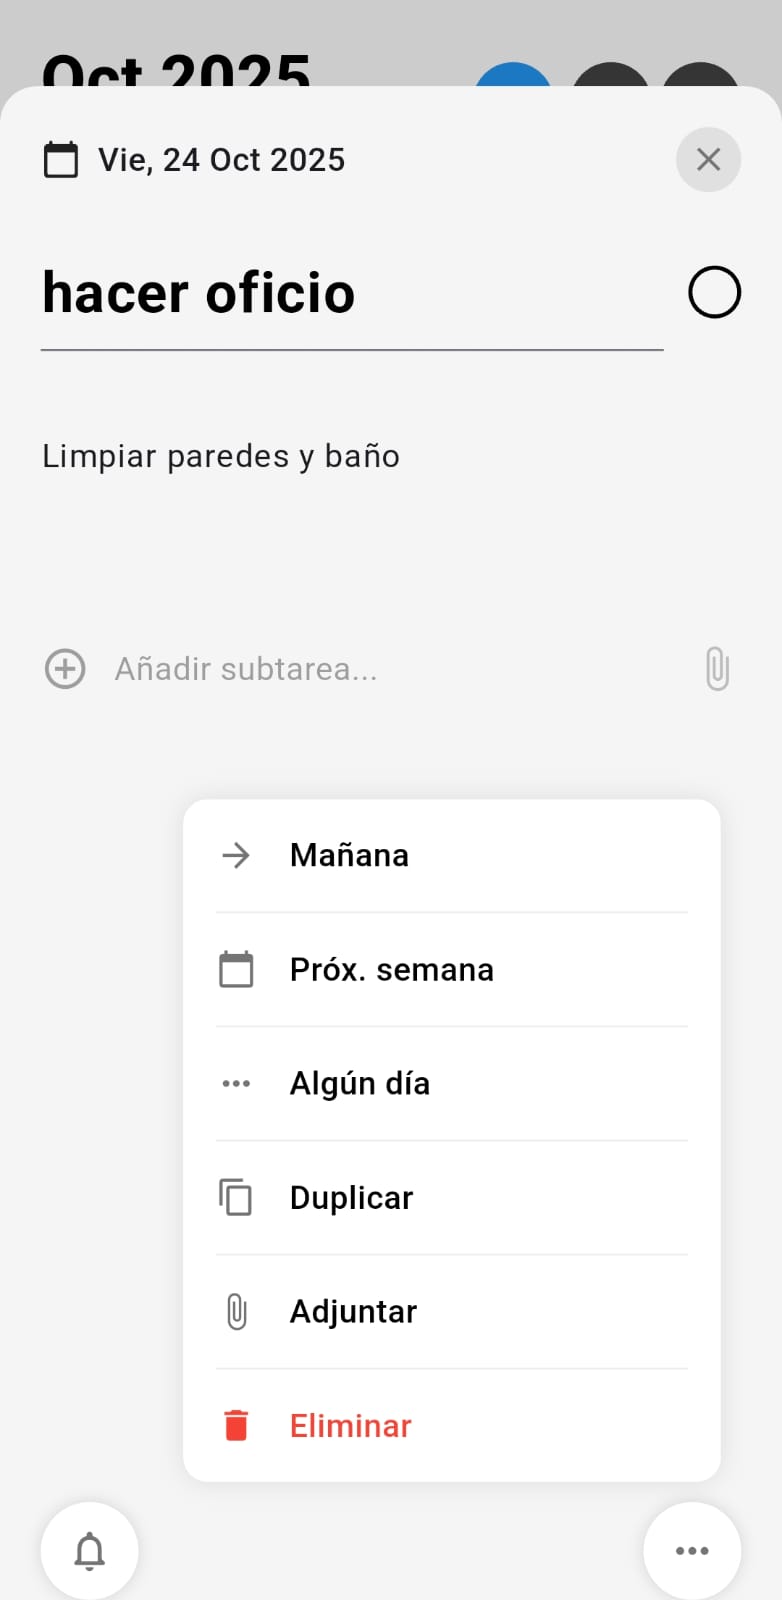 Oct 2025
Vie, 24 Oct 2025
hacer oficio
Limpiar paredes y baño
Añadir subtarea...
Mañana
Próx. semana
Algún día
Duplicar
Adjuntar
Eliminar